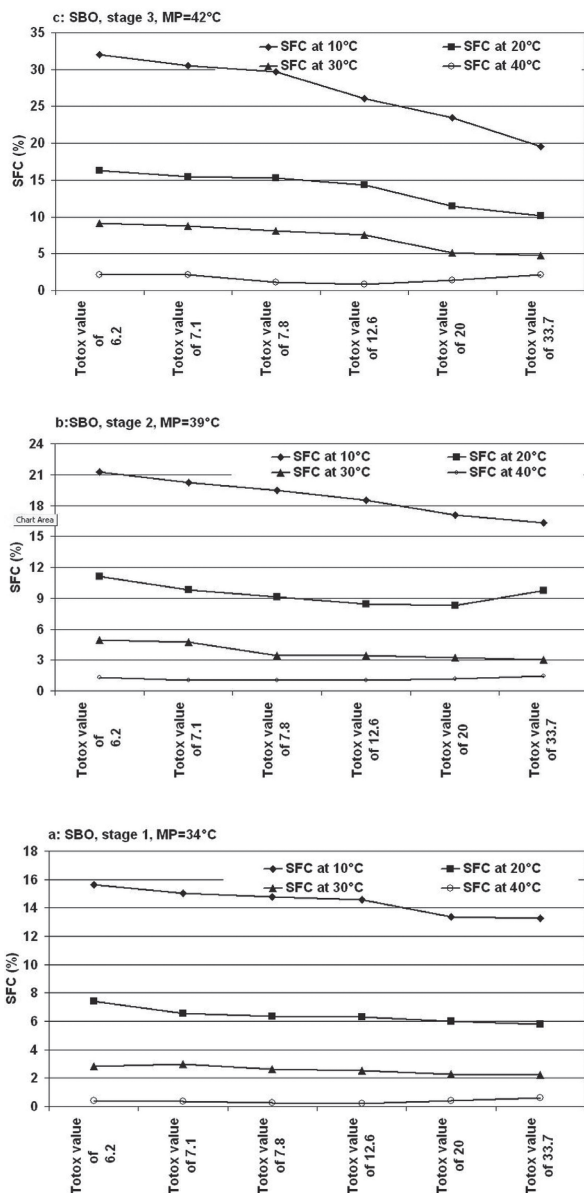 c: SBO, stage 3, MP=42°C
SFC at 10°C
SFC at 20°C
SFC at 30°C
SFC at 40°C
35
30
25
20
15
10
5
0
SFC (%)
Totox value of 6.2
Totox value of 7.1
Totox value of 7.8
Totox value of 12.6
Totox value of 20
Totox value of 33.7
b:SBO, stage 2, MP=39°C
SFC at 10°C
SFC at 20°C
SFC at 30°C
SFC at 40°C
24
21
18
15
12
9
6
3
0
Chart Area
SFC (%)
Totox value of 6.2
Totox value of 7.1
Totox value of 7.8
Totox value of 12.6
Totox value of 20
Totox value of 33.7
a: SBO, stage 1, MP=34°C
SFC at 10°C
SFC at 20°C
SFC at 30°C
SFC at 40°C
18
16
14
12
10
8
6
4
2
0
SFC (%)
Totox value of 6.2
Totox value of 7.1
Totox value of 7.8
Totox value of 12.6
Totox value of 20
Totox value of 33.7